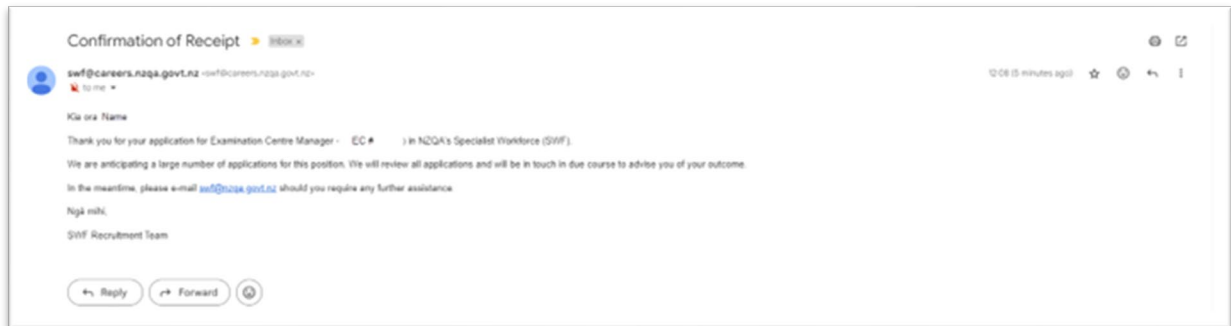 Confirmation of Receipt Inbox ×
swf@careers.nzqa.govt.nz <swf@careers.nzqa.govt.nz>
12:08 (5 minutes ago)
to me
Kia ora Name
Thank you for your application for Examination Centre Manager - EC # ) in NZQA's Specialist Workforce (SWF).
We are anticipating a large number of applications for this position. We will review all applications and will be in touch in due course to advise you of your outcome.
In the meantime, please e-mail swf@nzqa.govt.nz should you require any further assistance.
Ngā mihi,
SWF Recruitment Team
Reply Forward